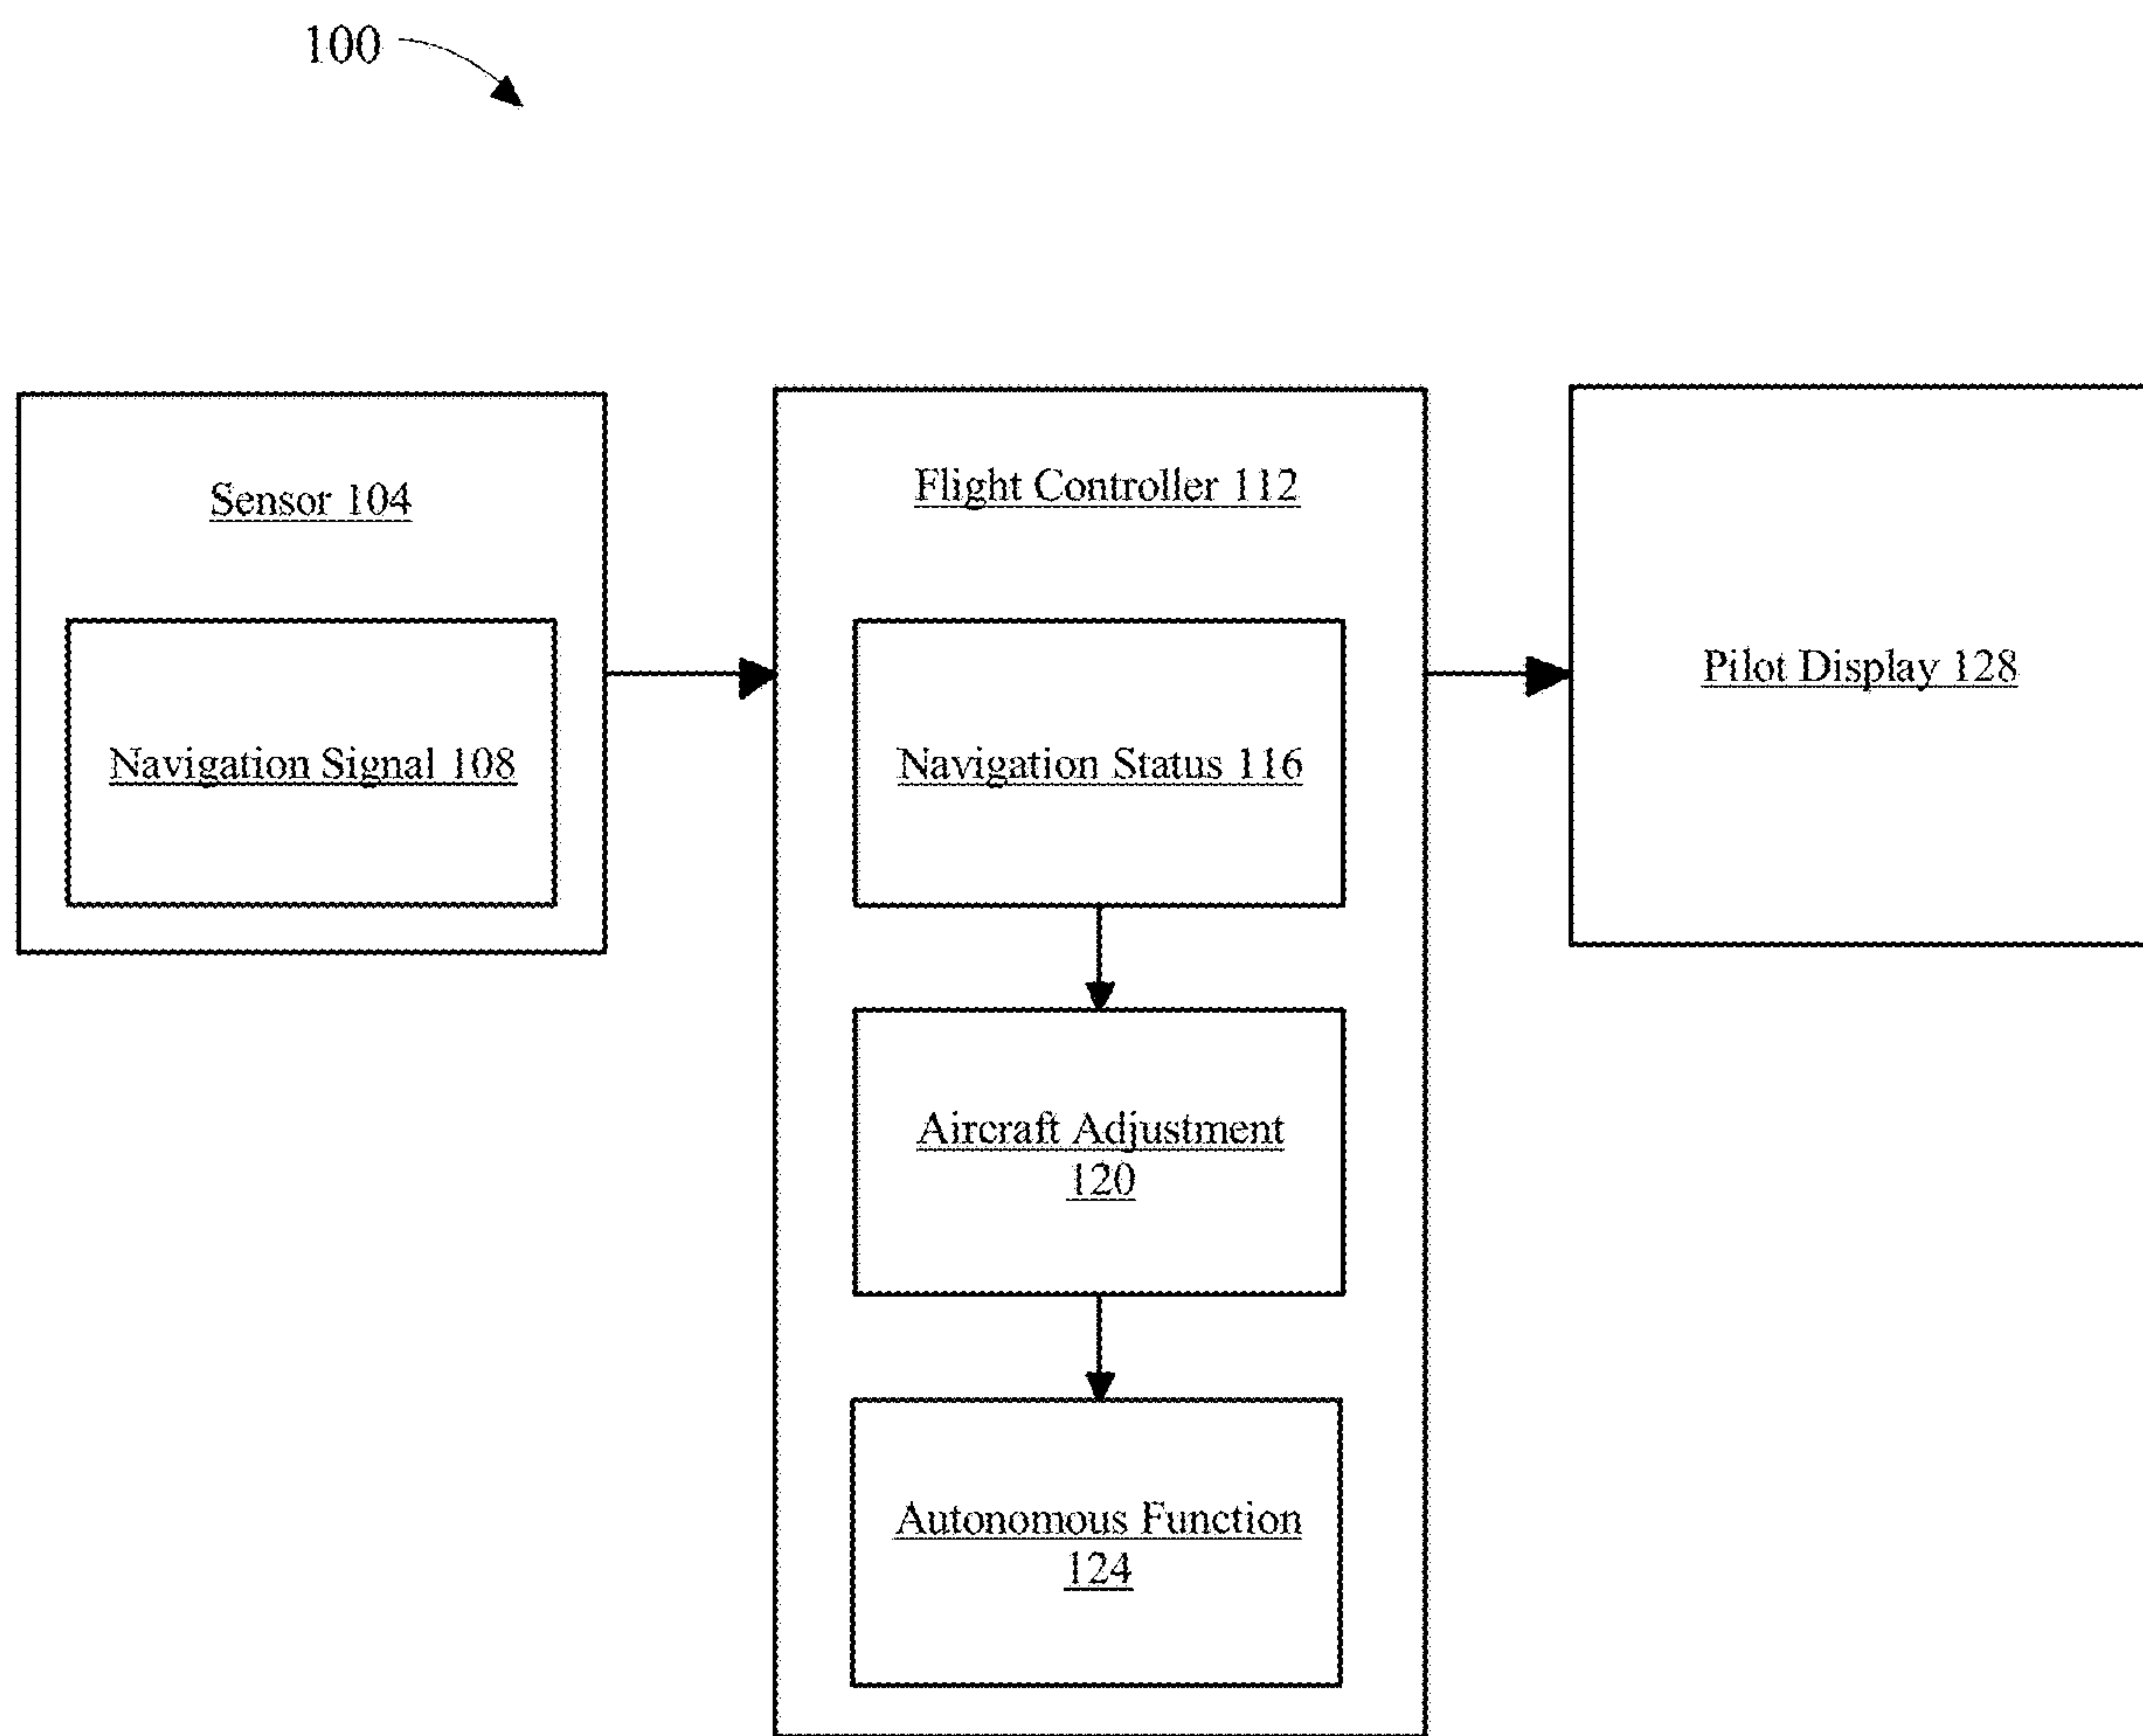 100
Sensor 104
Navigation Signal 108
Flight Controller 112
Navigation Status 116
Aircraft Adjustment
120
Autonomous Function
124
Pilot Display 128